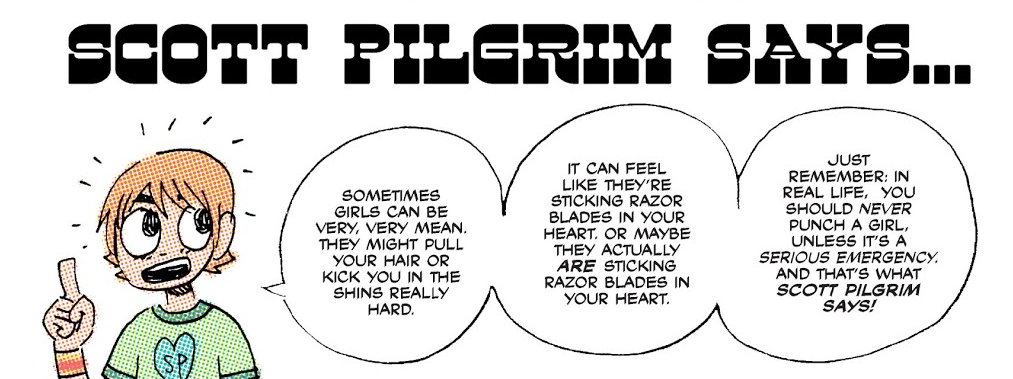 SCOTT PILGRIM SAYS...
SOMETIMES
GIRLS CAN BE
VERY, VERY MEAN.
THEY MIGHT PULL
YOUR HAIR OR
KICK YOU IN THE
SHINS REALLY
HARD.
IT CAN FEEL
LIKE THEY'RE
STICKING RAZOR
BLADES IN YOUR
HEART. OR MAYBE
THEY ACTUALLY
ARE STICKING
RAZOR BLADES IN
YOUR HEART.
JUST
REMEMBER: IN
REAL LIFE, YOU
SHOULD NEVER
PUNCH A GIRL,
UNLESS IT'S A
SERIOUS EMERGENCY.
AND THAT'S WHAT
SCOTT PILGRIM
SAYS!
SP